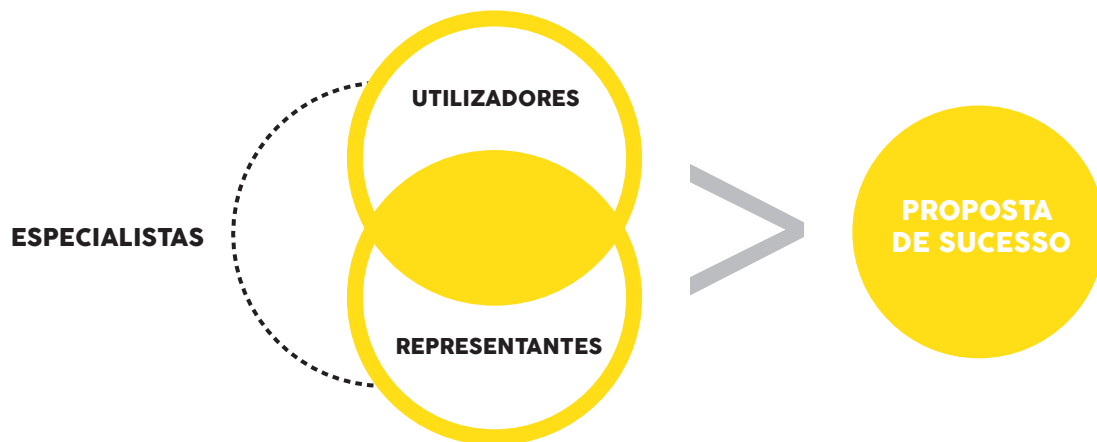 UTILIZADORES
ESPECIALISTAS
REPRESENTANTES
PROPOSTA
DE SUCESSO